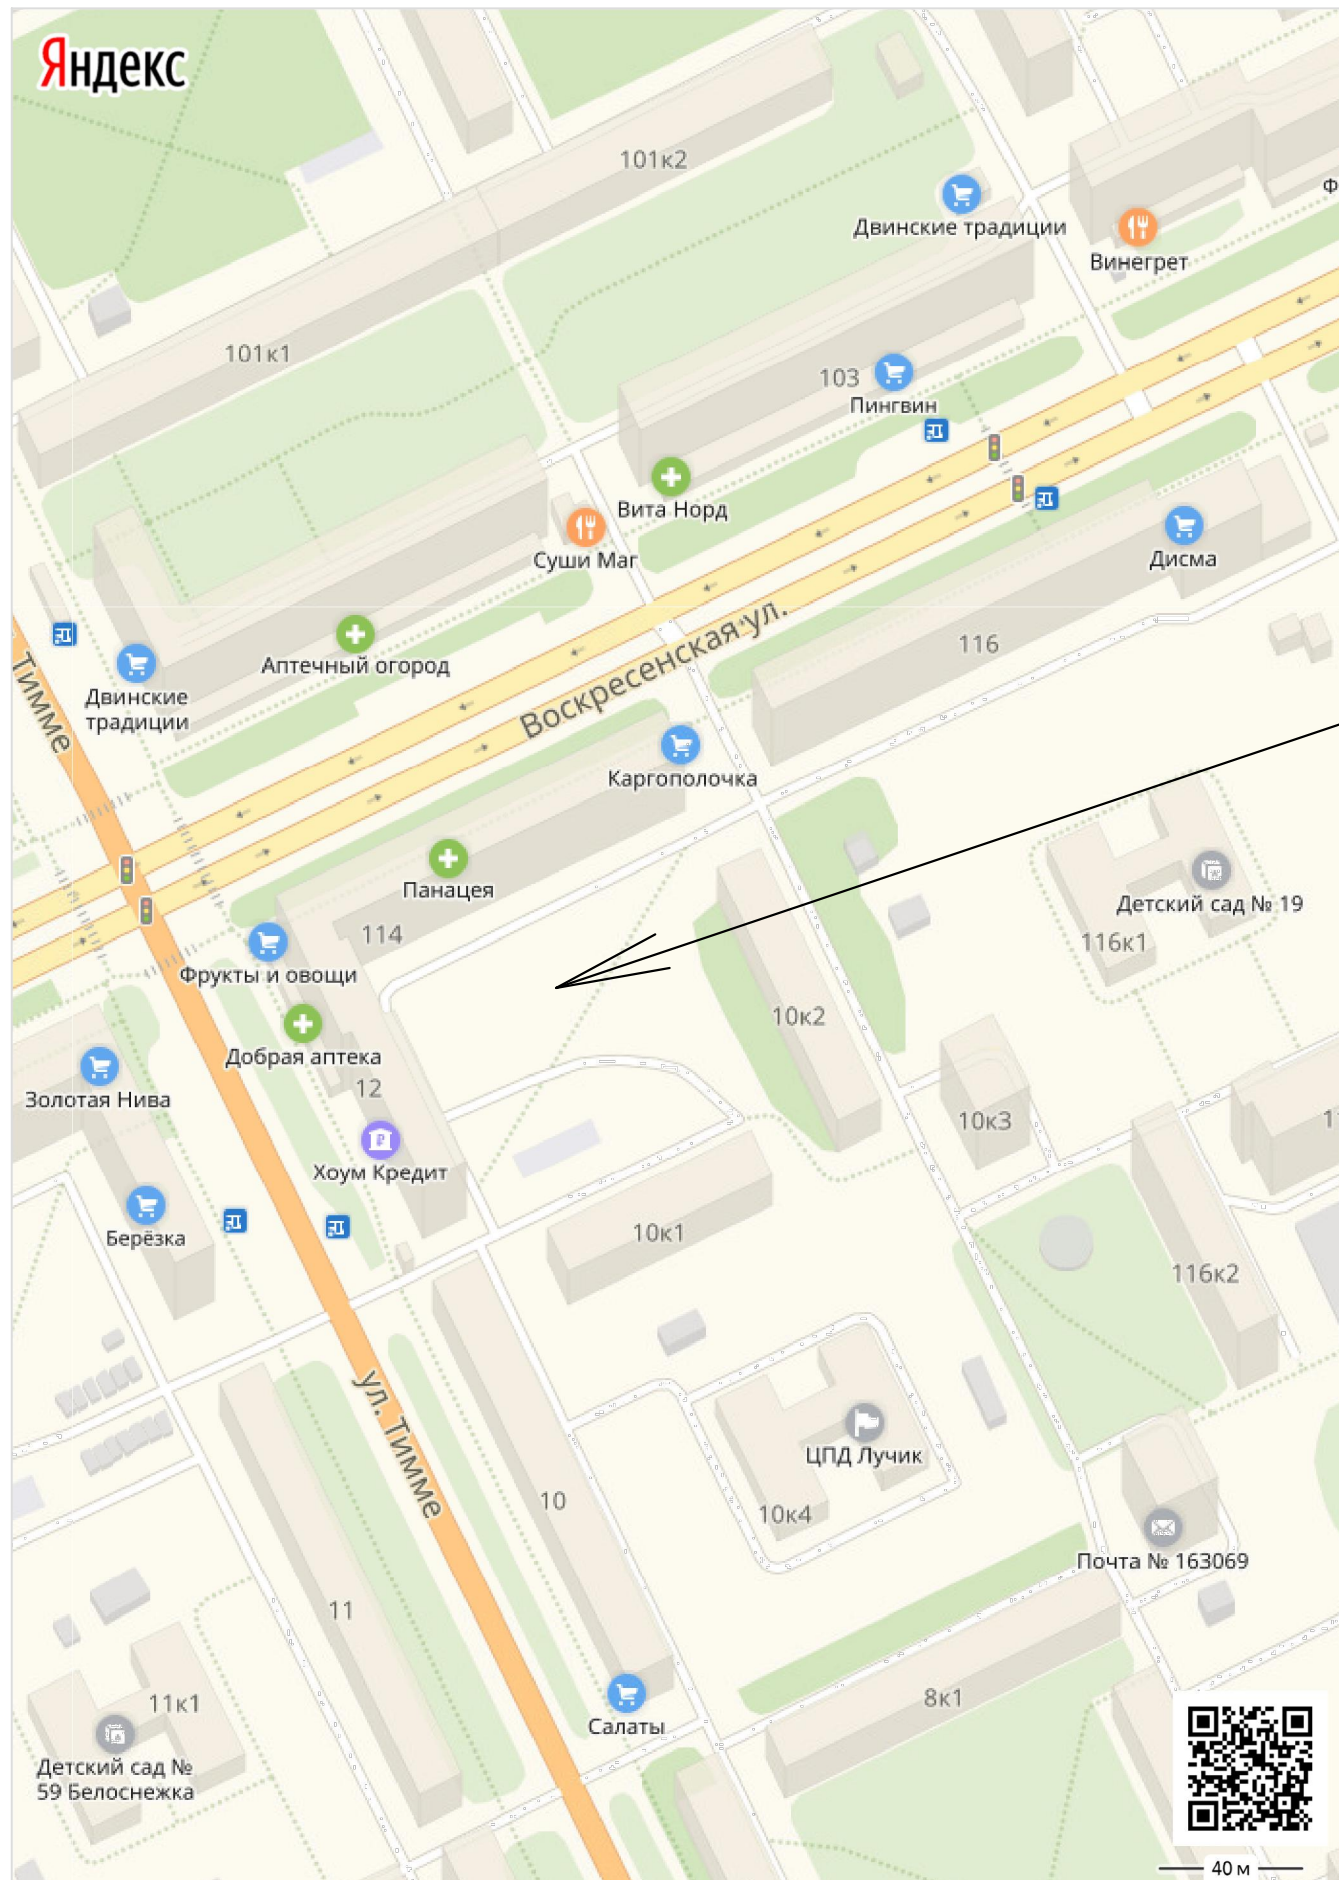 Яндекс
101к2
Двинские традиции
Ф
Винегрет
101к1
103
Пингвин
Вита Норд
Суши Маг
Дисма
Воскресенская ул.
116
Аптечный огород
Тимме
Двинские
традиции
Каргополочка
Панацея
114
Детский сад № 19
116к1
Фрукты и овощи
10к2
Добрая аптека
12
Золотая Нива
10к3
11
Хоум Кредит
Берёзка
10к1
116к2
ул. Тимме
ЦПД Лучик
10
10к4
Почта № 163069
11
11к1
8к1
Салаты
Детский сад №
59 Белоснежка
40 м